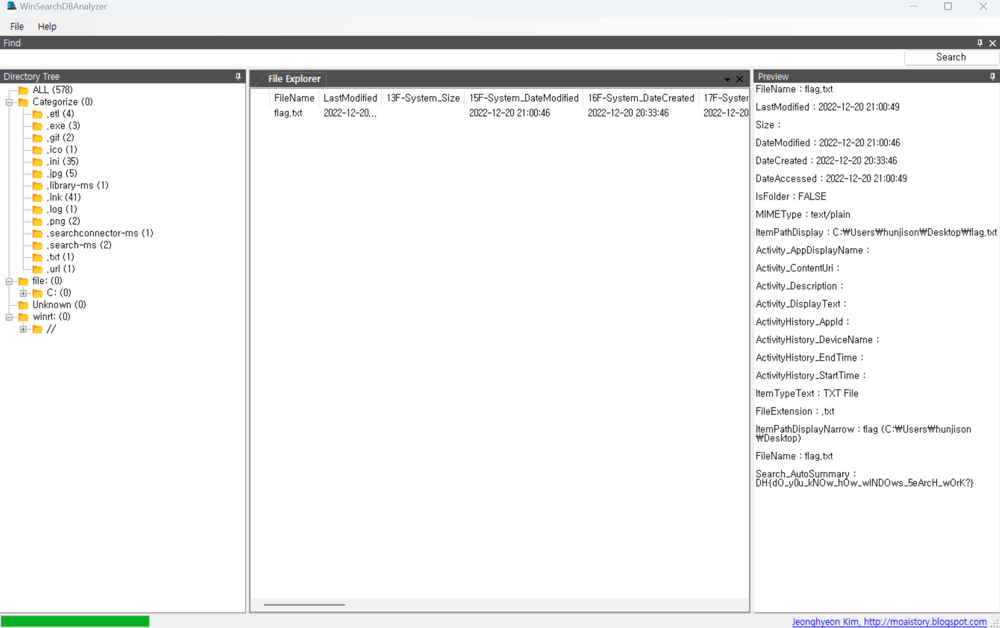 WinSearchDBAnalyzer
File Help
Find
Search
Directory Tree
ALL (578)
Categorize (0)
.etl (4)
.exe (3)
.gif (2)
.ico (1)
.ini (35)
.jpg (5)
.library-ms (1)
.lnk (41)
.log (1)
.png (2)
.searchconnector-ms (1)
.search-ms (2)
.txt (1)
.url (1)
file: (0)
C: (0)
Unknown (0)
winrt: (0)
//
File Explorer
FileName LastModified 13F-System_Size 15F-System_DateModified 16F-System_DateCreated 17F-System
flag.txt 2022-12-20... 2022-12-20 21:00:46 2022-12-20 20:33:46 2022-12-20
Preview
FileName : flag.txt
LastModified : 2022-12-20 21:00:49
Size :
DateModified : 2022-12-20 21:00:46
DateCreated : 2022-12-20 20:33:46
DateAccessed : 2022-12-20 21:00:49
IsFolder : FALSE
MIMEType : text/plain
ItemPathDisplay : C:₩Users₩hunjison₩Desktop₩flag.txt
Activity_AppDisplayName :
Activity_ContentUri :
Activity_Description :
Activity_DisplayText :
ActivityHistory_AppId :
ActivityHistory_DeviceName :
ActivityHistory_EndTime :
ActivityHistory_StartTime :
ItemTypeText : TXT File
FileExtension : .txt
ItemPathDisplayNarrow : flag (C:₩Users₩hunjison
₩Desktop)
FileName : flag.txt
Search_AutoSummary :
DH{dO_y0u_kNOw_hOw_wINDOws_5eArcH_wOrK?}
Jeonghyeon Kim, http://moaistory.blogspot.com